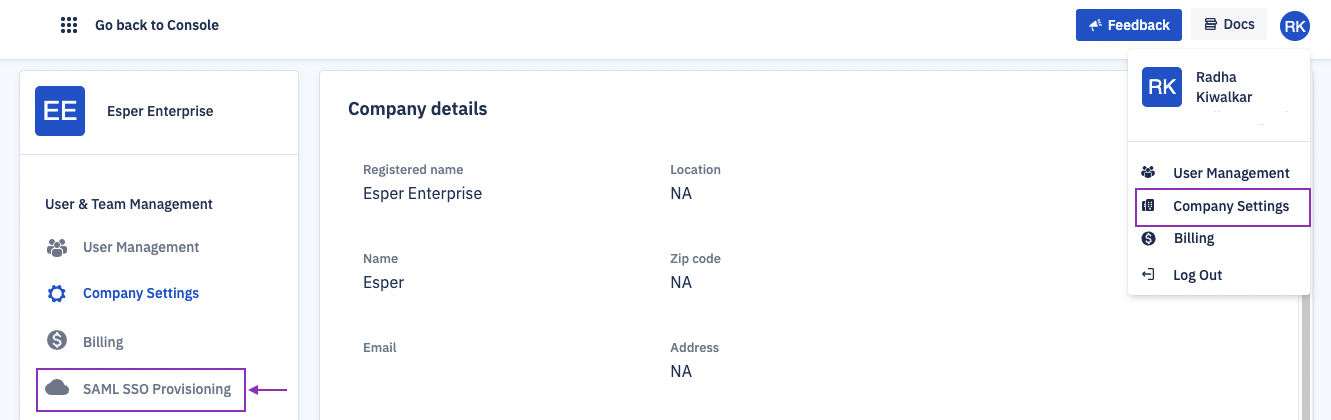 Go back to Console
Feedback
Docs
RK
EE
Esper Enterprise
User & Team Management
User Management
Company Settings
Billing
SAML SSO Provisioning
Company details
Registered name
Esper Enterprise
Location
NA
Name
Esper
Zip code
NA
Email
Address
NA
RK
Radha
Kiwalkar
User Management
Company Settings
Billing
Log Out